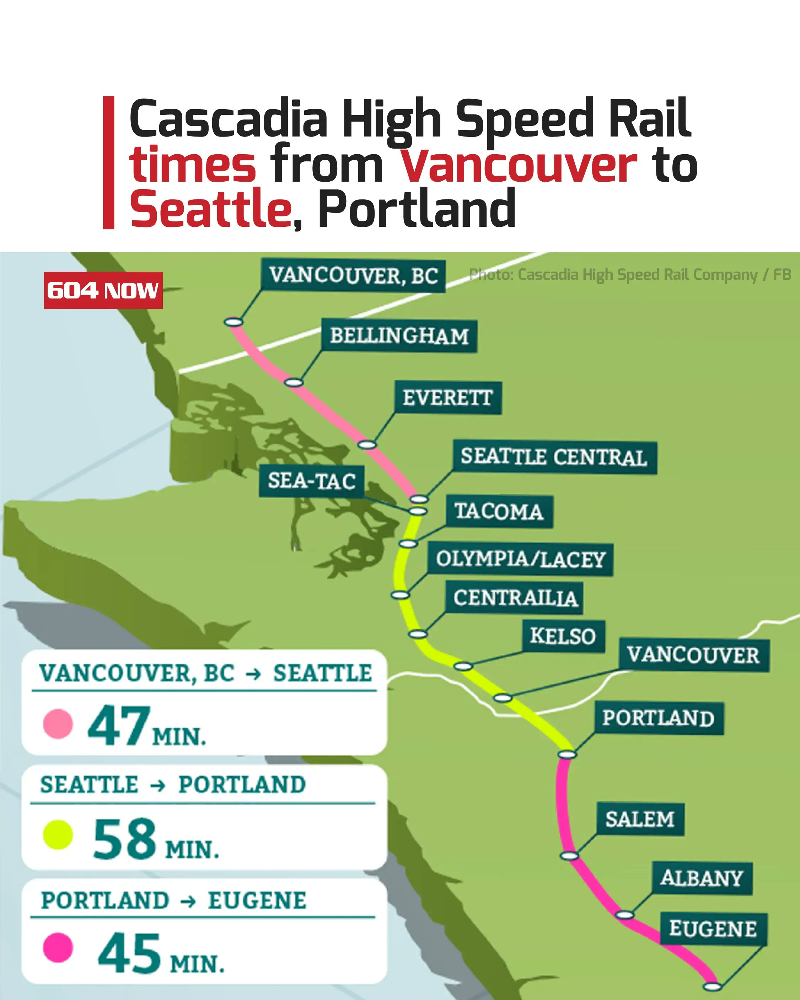 Cascadia High Speed Rail
times from Vancouver to
Seattle, Portland
604 NOW
Photo: Cascadia High Speed Rail Company / FB
VANCOUVER, BC
BELLINGHAM
EVERETT
SEATTLE CENTRAL
SEA-TAC
TACOMA
OLYMPIA/LACEY
CENTRAILIA
KELSO
VANCOUVER
PORTLAND
SALEM
ALBANY
EUGENE
VANCOUVER, BC → SEATTLE
47 MIN.
SEATTLE → PORTLAND
58 MIN.
PORTLAND → EUGENE
45 MIN.